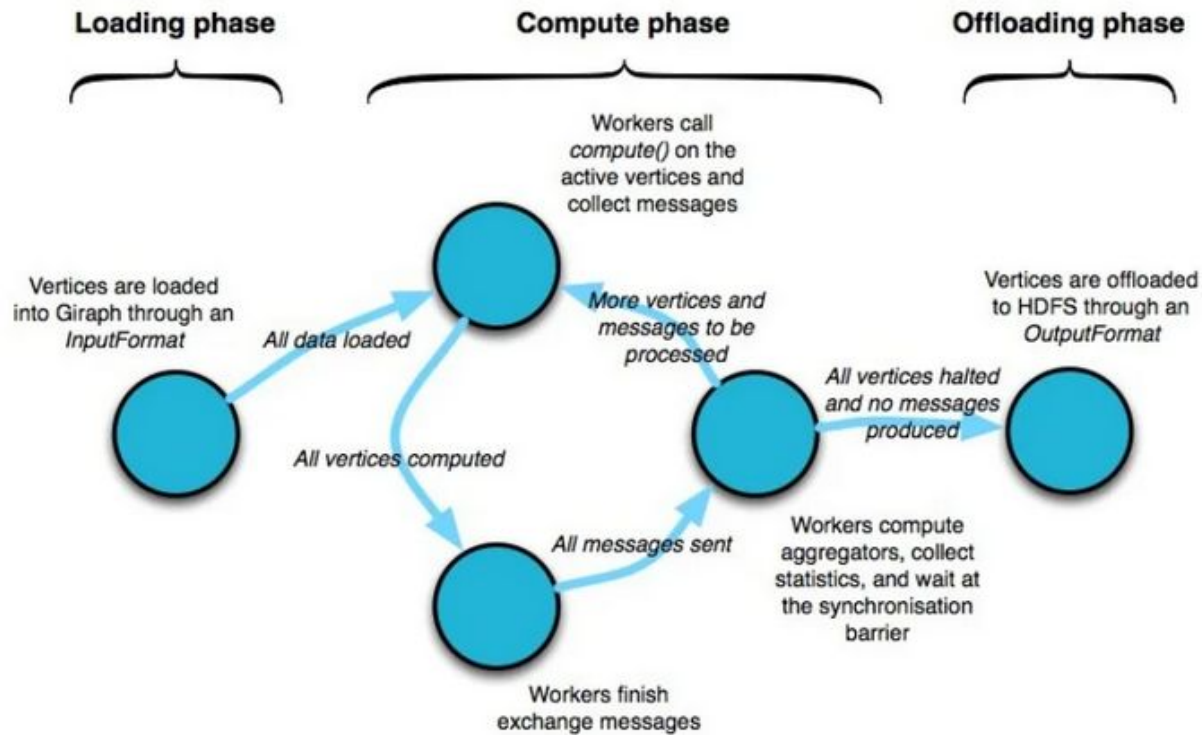 Loading phase
Compute phase
Offloading phase
Workers call
compute() on the
active vertices and
collect messages
Vertices are loaded
into Giraph through an
InputFormat
All data loaded
More vertices and
messages to be
processed
Vertices are offloaded
to HDFS through an
OutputFormat
All vertices halted
and no messages
produced
All vertices computed
All messages sent
Workers compute
aggregators, collect
statistics, and wait at
the synchronisation
barrier
Workers finish
exchange messages